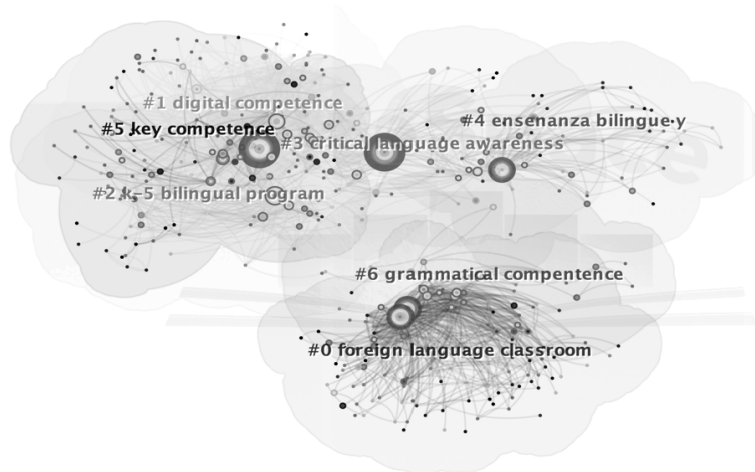 #1 digital competence
#5 key competence
#3 critical language awareness
#4 ensenanza bilingue-y
#2 k-5 bilingual program
#6 grammatical compentence
#0 foreign language classroom